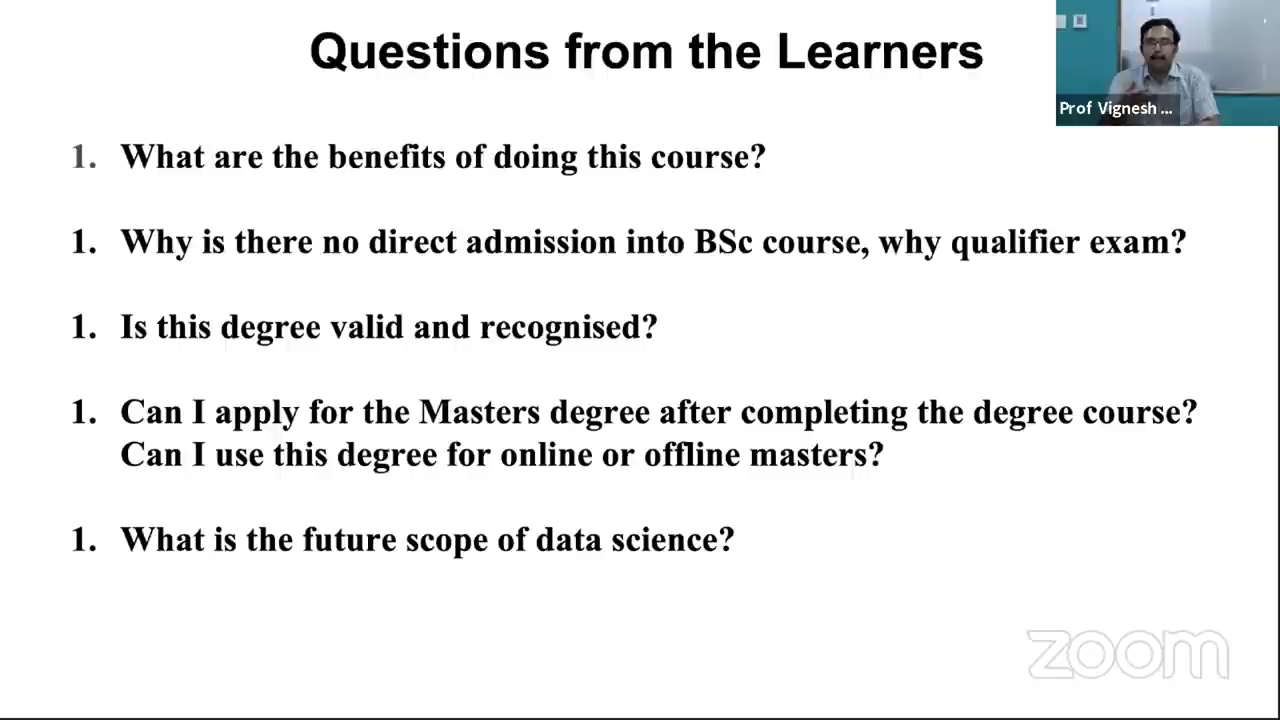 Questions from the Learners
Prof Vignesh ...
1. What are the benefits of doing this course?
1. Why is there no direct admission into BSc course, why qualifier exam?
1. Is this degree valid and recognised?
1. Can I apply for the Masters degree after completing the degree course?
Can I use this degree for online or offline masters?
1. What is the future scope of data science?
zoom